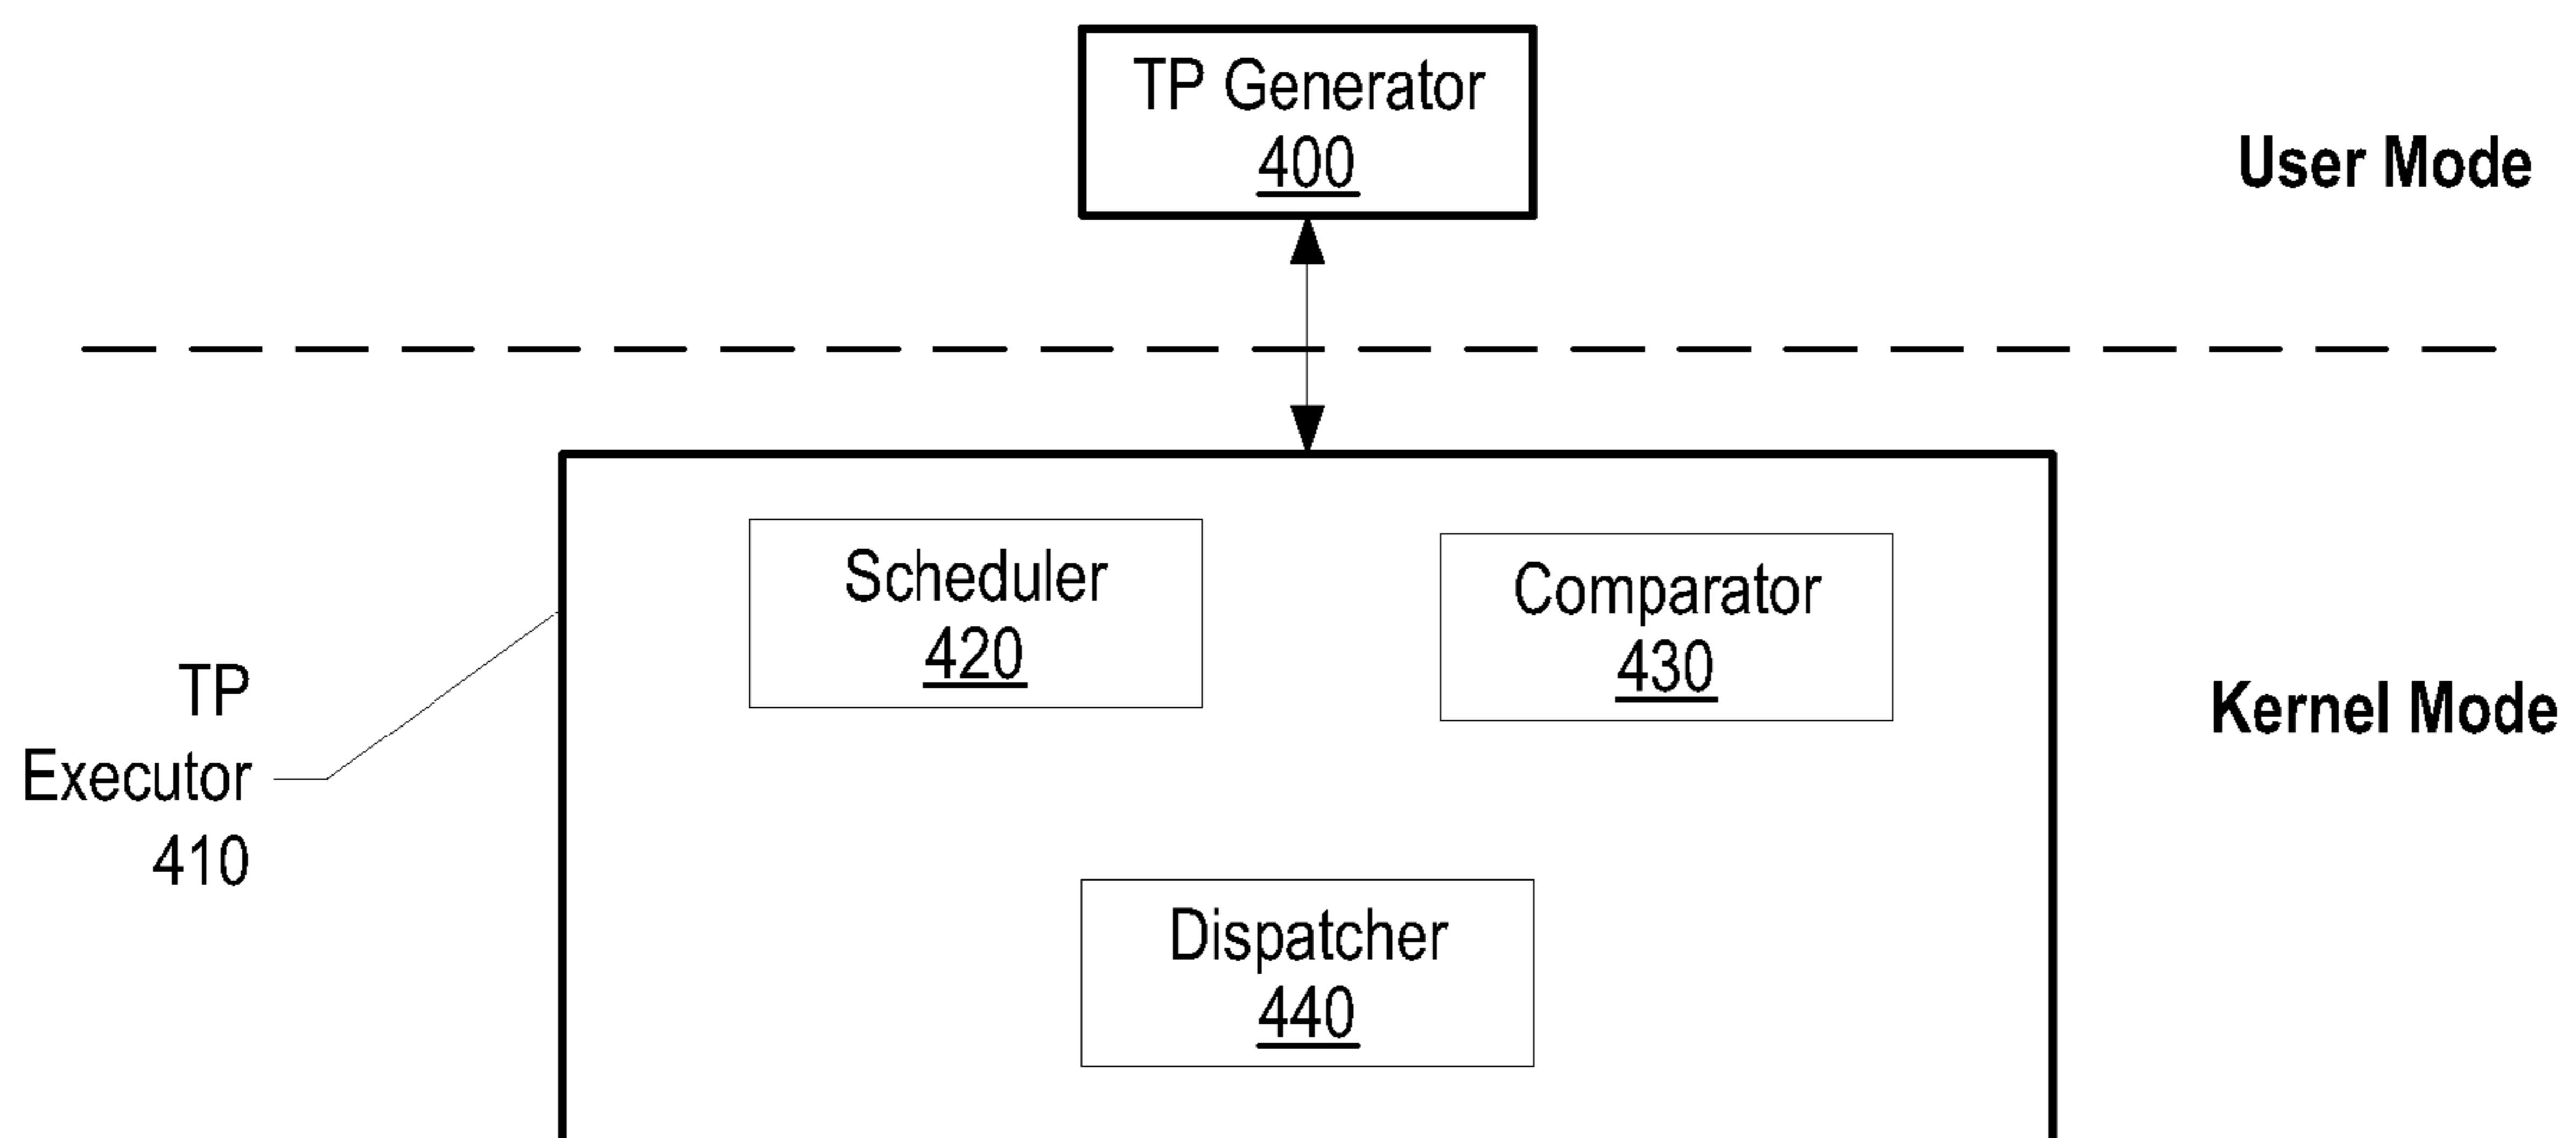 TP Generator
400
User Mode
Scheduler
420
Comparator
430
TP
Executor
410
Kernel Mode
Dispatcher
440